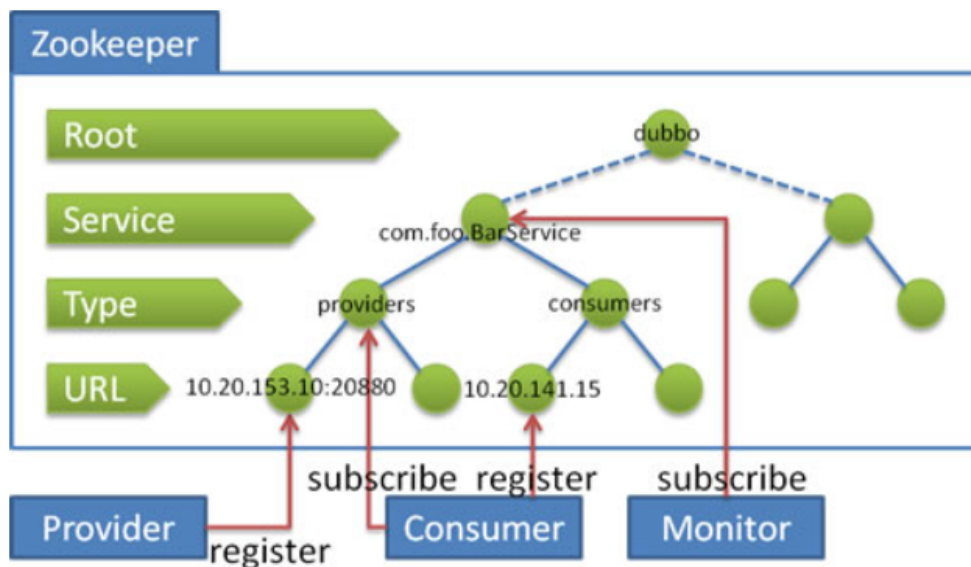 Zookeeper
Root
dubbo
Service
com.foo.BarService
Type
providers
consumers
URL
10.20.153.10:20880
10.20.141.15
subscribe
register
subscribe
Provider
register
Consumer
Monitor